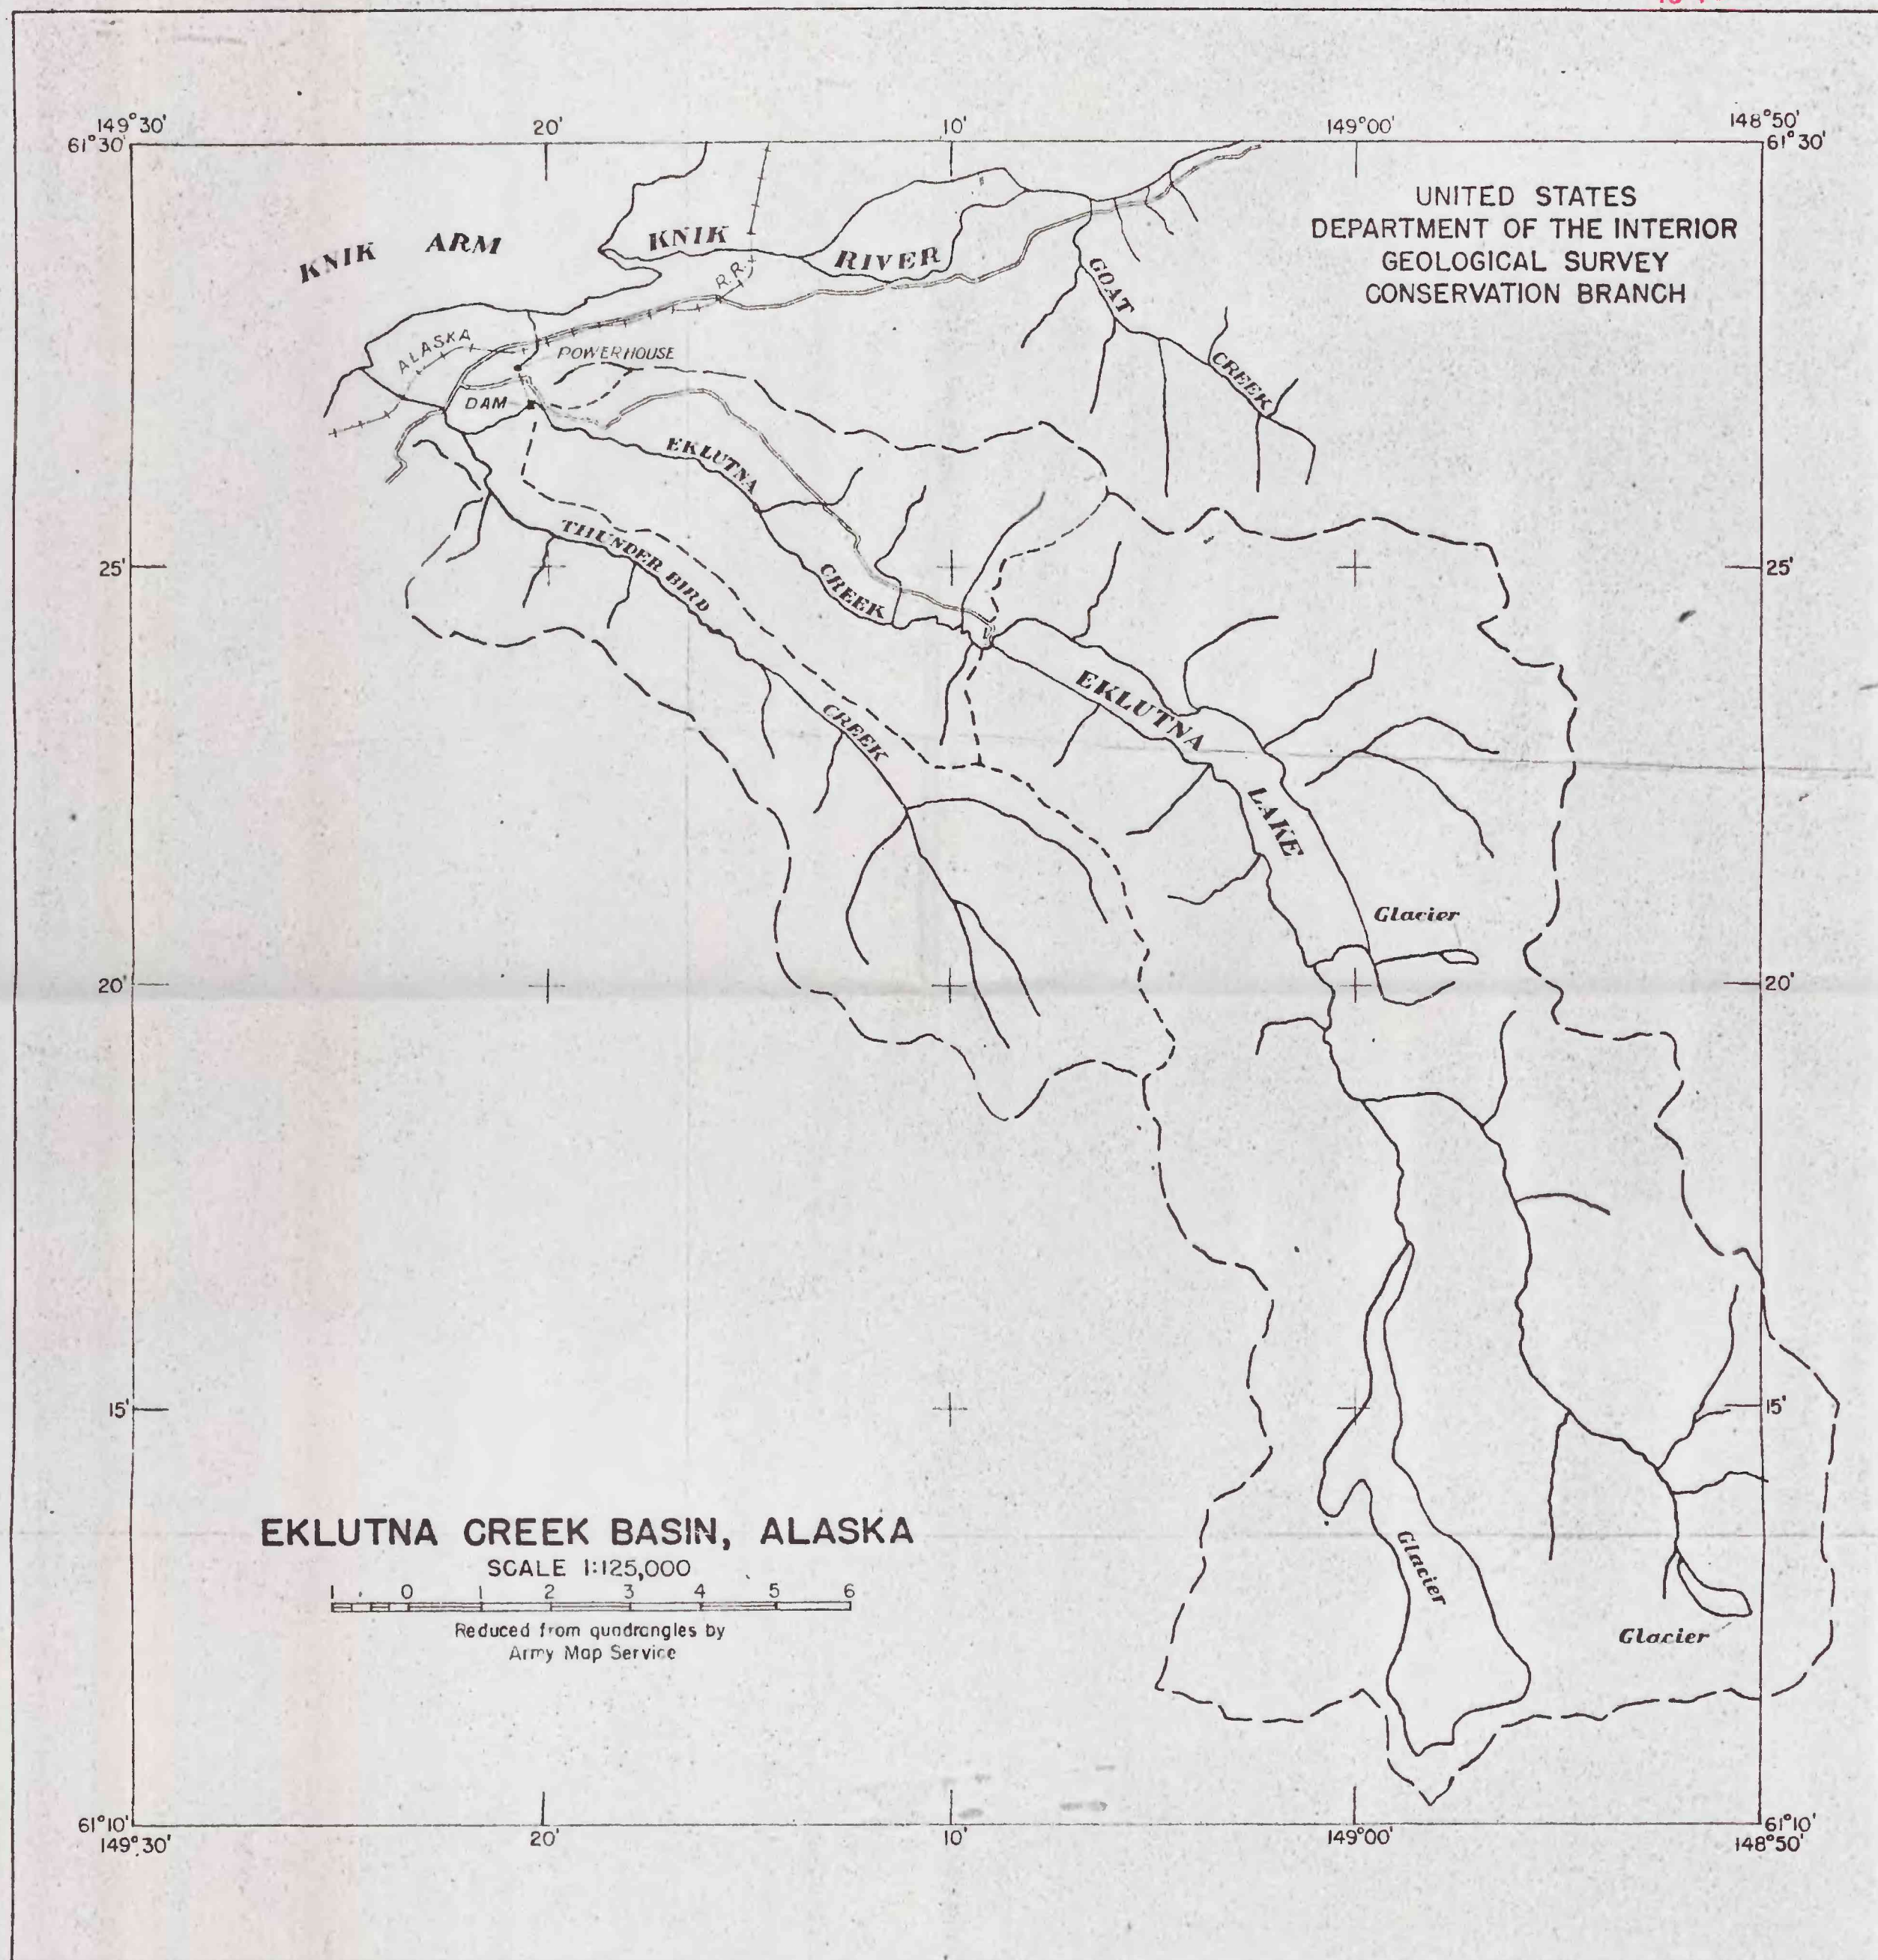 149°30' 20' 10' 149°00' 148°50'
61°30' 61°30'
UNITED STATES
DEPARTMENT OF THE INTERIOR
GEOLOGICAL SURVEY
CONSERVATION BRANCH
KNIK ARM
KNIK RIVER
R.R.
GOAT CREEK
ALASKA
POWERHOUSE
DAM
EKLUTNA CREEK
THUNDER BIRD CREEK
25' 25'
EKLUTNA LAKE
Glacier
20' 20'
15' 15'
EKLUTNA CREEK BASIN, ALASKA
SCALE 1:125,000
1 0 1 2 3 4 5 6
Reduced from quadrangles by
Army Map Service
Glacier
Glacier
61°10' 61°10'
149°30' 20' 10' 149°00' 148°50'